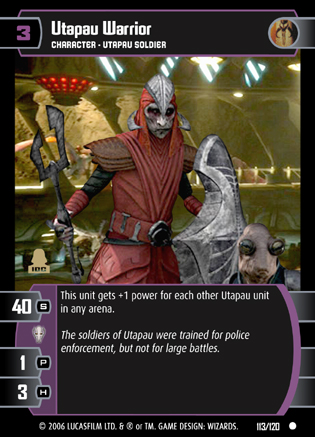 3
Utapau Warrior
CHARACTER · UTAPAU SOLDIER
IDC
40 S
This unit gets +1 power for each other Utapau unit
in any arena.
The soldiers of Utapau were trained for police
enforcement, but not for large battles.
1 P
3 H
© 2006 LUCASFILM LTD. & ® or TM. GAME DESIGN: WIZARDS.
113/120